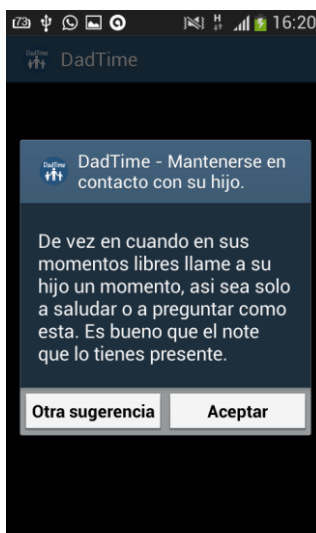 16:20
DadTime
DadTime - Mantenerse en
contacto con su hijo.
De vez en cuando en sus
momentos libres llame a su
hijo un momento, asi sea solo
a saludar o a preguntar como
esta. Es bueno que el note
que lo tienes presente.
Otra sugerencia
Aceptar